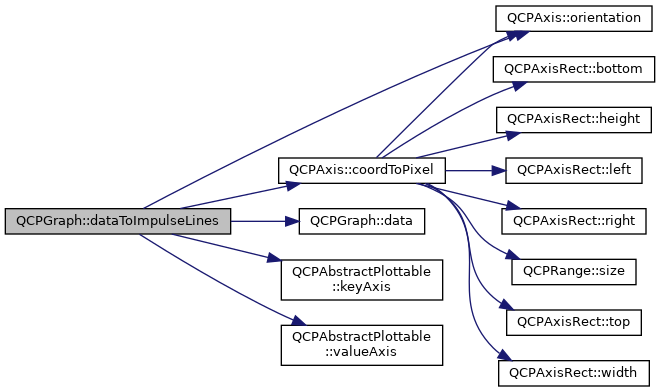 QCPGraph::dataToImpulseLines
QCPAxis::coordToPixel
QCPGraph::data
QCPAbstractPlottable
::keyAxis
QCPAbstractPlottable
::valueAxis
QCPAxis::orientation
QCPAxisRect::bottom
QCPAxisRect::height
QCPAxisRect::left
QCPAxisRect::right
QCPRange::size
QCPAxisRect::top
QCPAxisRect::width